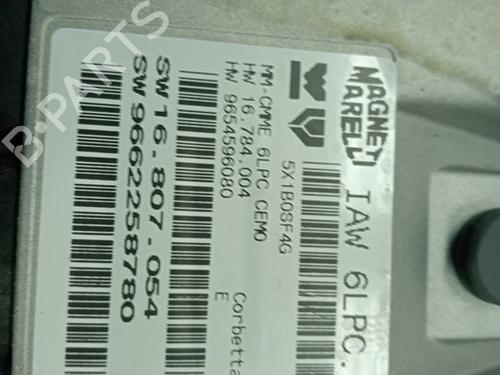 MAGNETI
MARELLI
IAW 6LPC.
5X1B0SF4G
MM-CMME 6LPC CEMO
HW 16.784.004
HW 9654596080
Corbetta
E
SW 16-807-054
SW 9662258780
B-PARTS